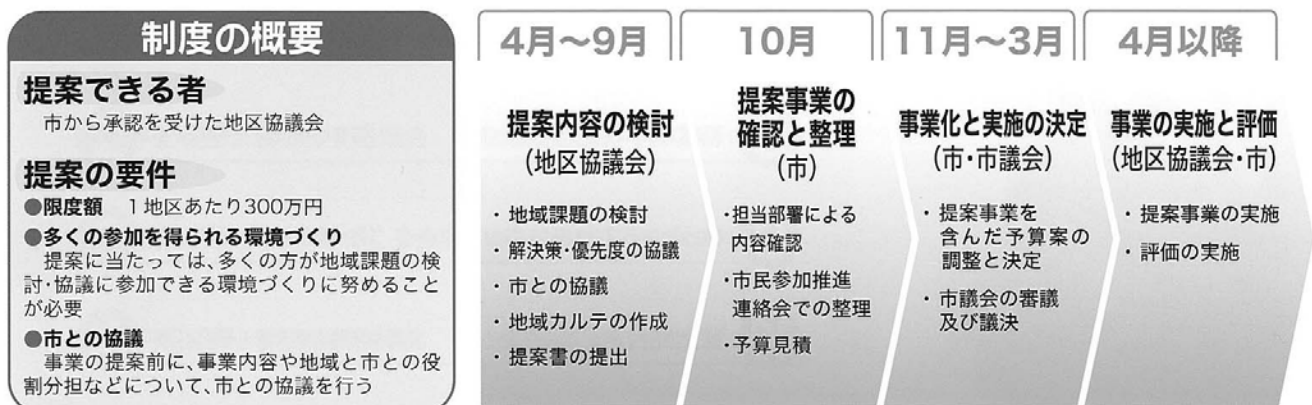 制度の概要
提案できる者
市から承認を受けた地区協議会
提案の要件
●限度額 1地区あたり300万円
●多くの参加を得られる環境づくり
提案に当たっては、多くの方が地域課題の検
討・協議に参加できる環境づくりに努めること
が必要
●市との協議
事業の提案前に、事業内容や地域と市との役
割分担などについて、市との協議を行う
4月〜9月
提案内容の検討
(地区協議会)
・地域課題の検討
・解決策・優先度の協議
・市との協議
・地域カルテの作成
・提案書の提出
10月
提案事業の
確認と整理
(市)
・担当部署による
内容確認
・市民参加推進
連絡会での整理
・予算見積
11月〜3月
事業化と実施の決定
(市・市議会)
・提案事業を
含んだ予算案の
調整と決定
・市議会の審議
及び議決
4月以降
事業の実施と評価
(地区協議会・市)
・提案事業の実施
・評価の実施